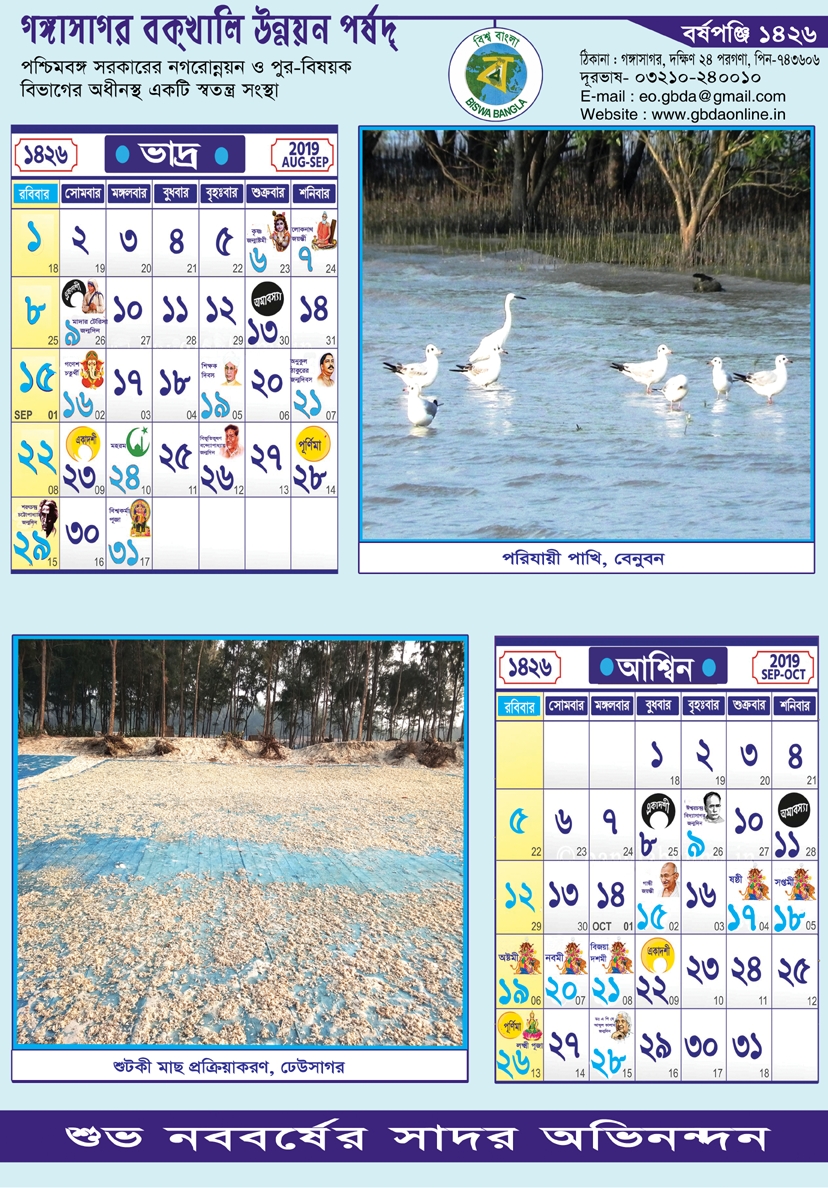 গঙ্গাসাগর বক্‌খালি উন্নয়ন পর্ষদ্
পশ্চিমবঙ্গ সরকারের নগরোন্নয়ন ও পুর-বিষয়ক
বিভাগের অধীনস্থ একটি স্বতন্ত্র সংস্থা
বিশ্ব বাংলা
ব
BISWA BANGLA
বর্ষপঞ্জি ১৪২৬
ঠিকানা : গঙ্গাসাগর, দক্ষিণ ২৪ পরগণা, পিন-৭৪৩৬০৬
দূরভাষ- ০৩২১০-২৪০০১০
E-mail : eo.gbda@gmail.com
Website : www.gbdaonline.in
১৪২৬ ভাদ্র 2019 AUG-SEP
রবিবার সোমবার মঙ্গলবার বুধবার বৃহঃবার শুক্রবার শনিবার
কৃষ্ণ জন্মাষ্টমী লোকনাথ জয়ন্তী
১ ২ ৩ ৪ ৫ ৬ ৭
18 19 20 21 22 23 24
একাদশী মাদার টেরিসা জন্মদিন অমাবস্যা
৮ ৯ ১০ ১১ ১২ ১৩ ১৪
25 26 27 28 29 30 31
গণেশ চতুর্থী শিক্ষক দিবস অনুকুল ঠাকুরের জন্মদিবস
১৫ ১৬ ১৭ ১৮ ১৯ ২০ ২১
SEP 01 02 03 04 05 06 07
একাদশী মহরম বিভূতিভূষণ বন্দ্যোপাধ্যায় জন্মদিন পূর্ণিমা
২২ ২৩ ২৪ ২৫ ২৬ ২৭ ২৮
08 09 10 11 12 13 14
শরৎচন্দ্র চট্টোপাধ্যায় জন্মদিন বিশ্বকর্মা পূজা
২৯ ৩০ ৩১
15 16 17
পরিযায়ী পাখি, বেনুবন
শুটকী মাছ প্রক্রিয়াকরণ, ঢেউসাগর
১৪২৬ আশ্বিন 2019 SEP-OCT
রবিবার সোমবার মঙ্গলবার বুধবার বৃহঃবার শুক্রবার শনিবার
১ ২ ৩ ৪
18 19 20 21
একাদশী ঈশ্বরচন্দ্র বিদ্যাসাগর জন্মদিন অমাবস্যা
৫ ৬ ৭ ৮ ৯ ১০ ১১
22 23 24 25 26 27 28
গান্ধী জয়ন্তী ষষ্ঠী সপ্তমী
১২ ১৩ ১৪ ১৫ ১৬ ১৭ ১৮
29 30 OCT 01 02 03 04 05
অষ্টমী নবমী বিজয়া দশমী একাদশী
১৯ ২০ ২১ ২২ ২৩ ২৪ ২৫
06 07 08 09 10 11 12
পূর্ণিমা লক্ষী পূজা ডঃ এ পি জে আব্দুল কালাম জন্মদিন
২৬ ২৭ ২৮ ২৯ ৩০ ৩১
13 14 15 16 17 18
শুভ নববর্ষের সাদর অভিনন্দন